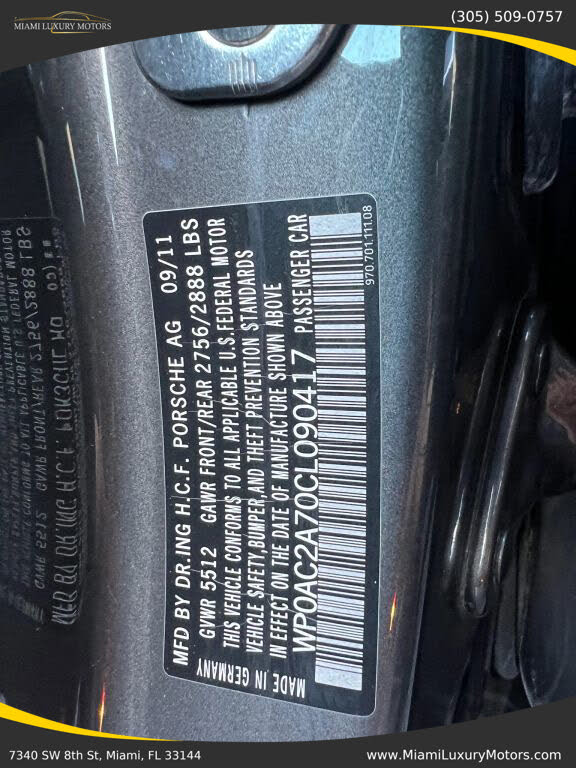 MIAMI LUXURY MOTORS
(305) 509-0757
MFD BY DR.ING H.C.F. PORSCHE AG 09/11
GVWR 5512 GAWR FRONT/REAR 2756/2888 LBS
THIS VEHICLE CONFORMS TO ALL APPLICABLE U.S.FEDERAL MOTOR
VEHICLE SAFETY,BUMPER,AND THEFT PREVENTION STANDARDS
IN EFFECT ON THE DATE OF MANUFACTURE SHOWN ABOVE
WP0AC2A70CL090417 PASSENGER CAR
MADE IN GERMANY
970.701.111.08
7340 SW 8th St, Miami, FL 33144
www.MiamiLuxuryMotors.com